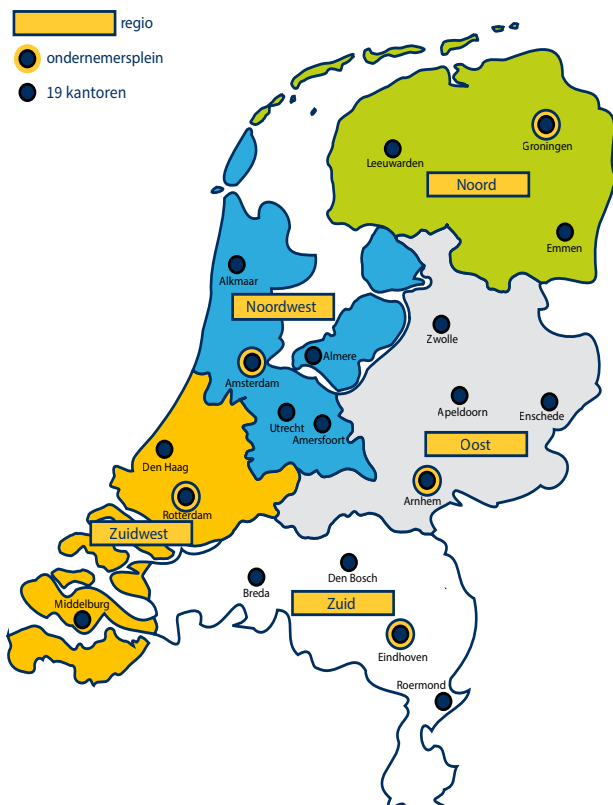 regio
ondernemersplein
19 kantoren
Groningen
Leeuwarden
Noord
Emmen
Alkmaar
Noordwest
Zwolle
Almere
Amsterdam
Apeldoorn
Enschede
Utrecht
Amersfoort
Oost
Den Haag
Arnhem
Rotterdam
Zuidwest
Den Bosch
Breda
Zuid
Middelburg
Eindhoven
Roermond